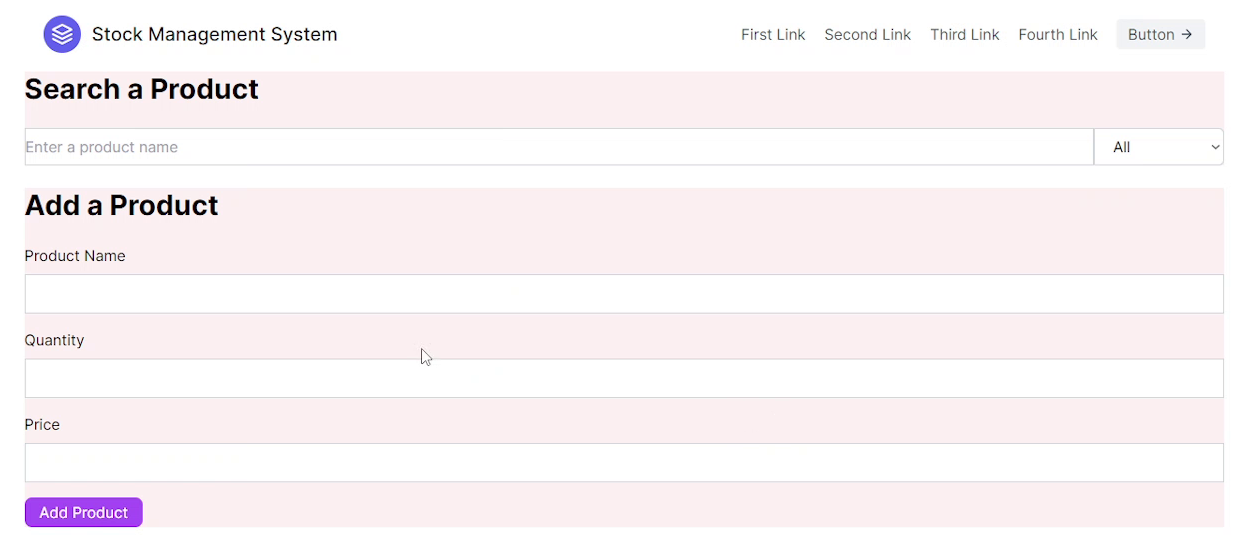 Stock Management System
First Link Second Link Third Link Fourth Link Button →
Search a Product
Enter a product name All
Add a Product
Product Name
Quantity
Price
Add Product